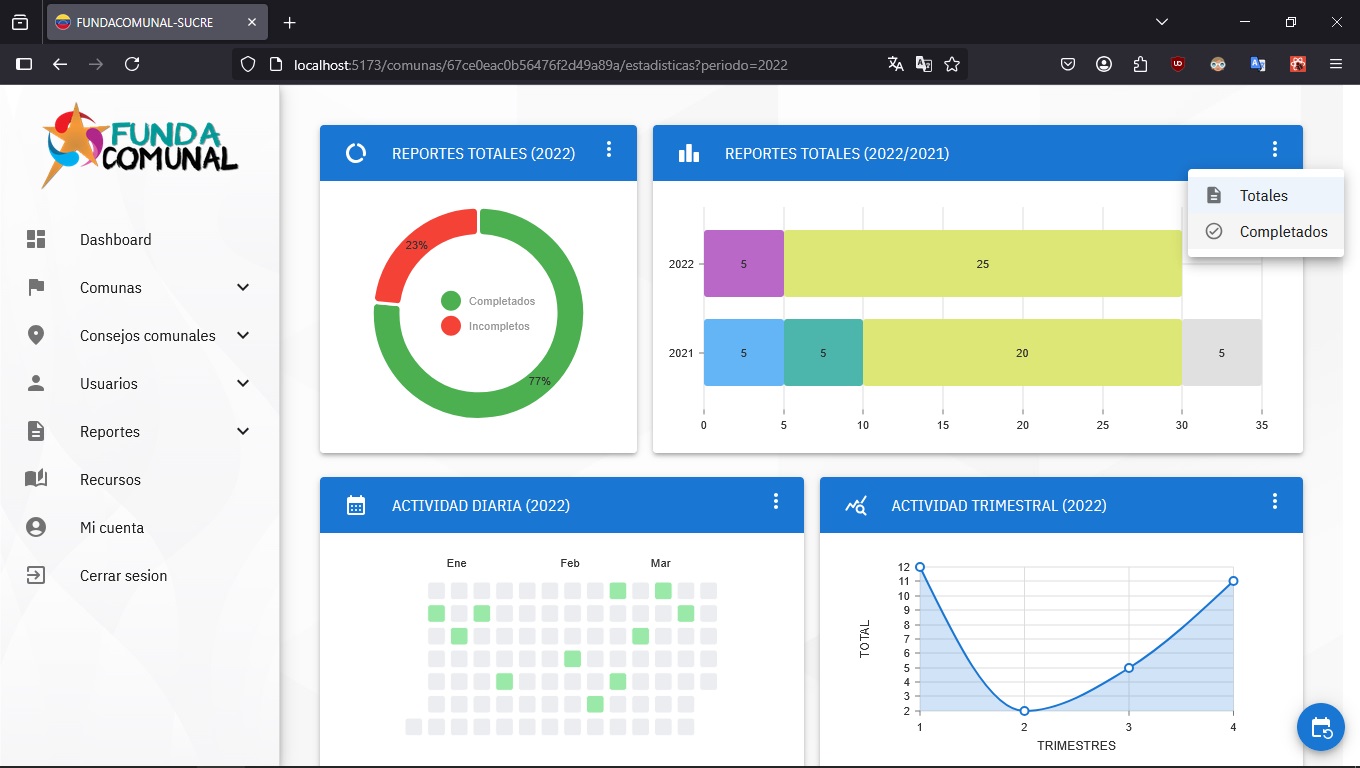 FUNDACOMUNAL-SUCRE
localhost:5173/comunas/67ce0eac0b56476f2d49a89a/estadisticas?periodo=2022
FUNDA
COMUNAL
Dashboard
Comunas
Consejos comunales
Usuarios
Reportes
Recursos
Mi cuenta
Cerrar sesion
REPORTES TOTALES (2022)
23%
Completados
Incompletos
77%
REPORTES TOTALES (2022/2021)
Totales
Completados
2022
5
25
2021
5
5
20
5
0 5 10 15 20 25 30 35
ACTIVIDAD DIARIA (2022)
Ene Feb Mar
ACTIVIDAD TRIMESTRAL (2022)
TOTAL
12
11
10
9
8
7
6
5
4
3
2
1 2 3 4
TRIMESTRES